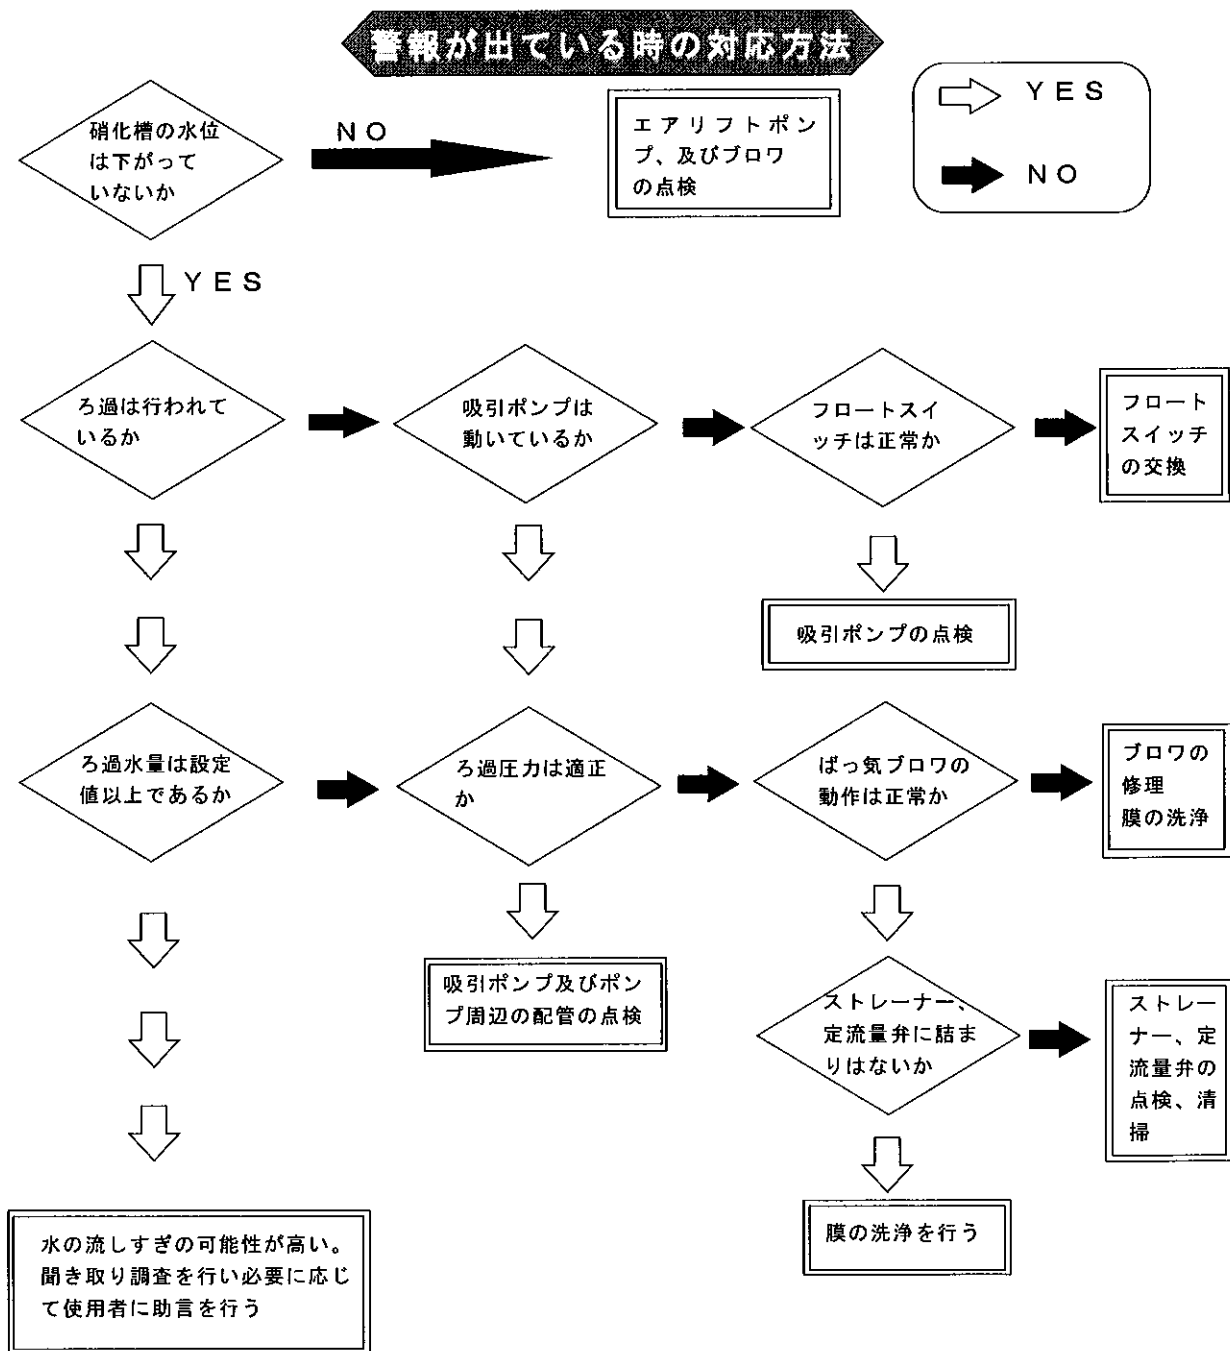 警報が出ている時の対応方法
YES
NO
硝化槽の水位
は下がって
いないか
NO
エアリフトポン
プ、及びブロワ
の点検
YES
ろ過は行われて
いるか
吸引ポンプは
動いているか
フロートスイ
ッチは正常か
フロート
スイッチ
の交換
吸引ポンプの点検
ろ過水量は設定
値以上であるか
ろ過圧力は適正
か
ばっ気ブロワの
動作は正常か
ブロワの
修理
膜の洗浄
吸引ポンプ及びポン
プ周辺の配管の点検
ストレーナー、
定流量弁に詰ま
りはないか
ストレー
ナー、定
流量弁の
点検、清
掃
膜の洗浄を行う
水の流しすぎの可能性が高い。
聞き取り調査を行い必要に応じ
て使用者に助言を行う